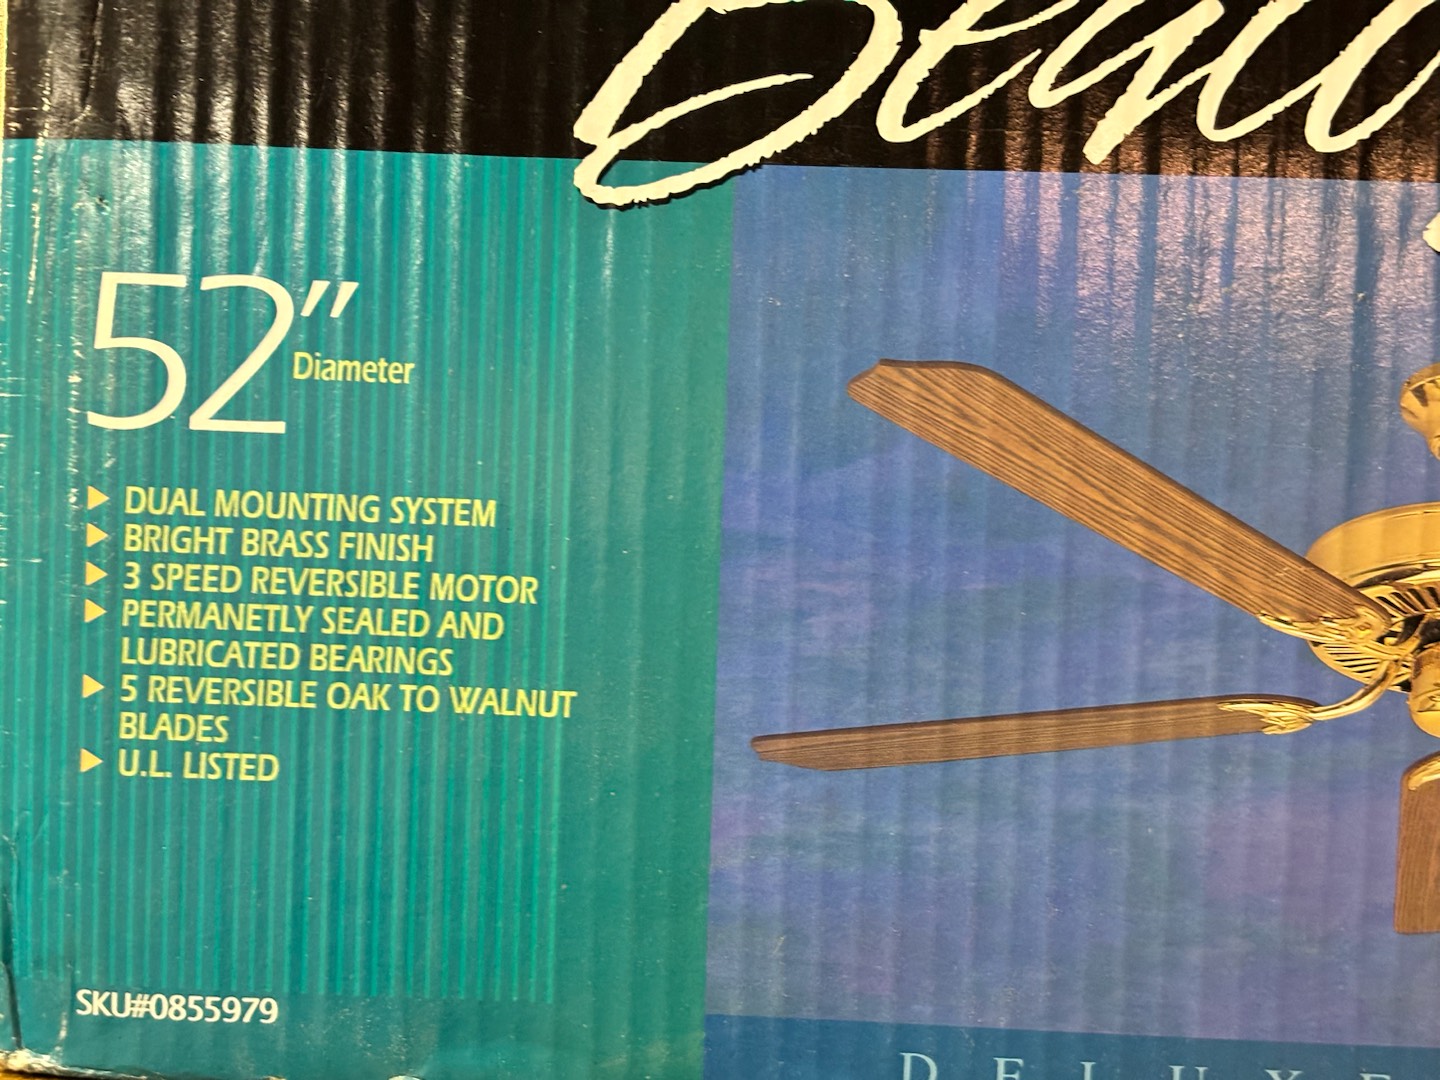 52"
Diameter
DUAL MOUNTING SYSTEM
BRIGHT BRASS FINISH
3 SPEED REVERSIBLE MOTOR
PERMANETLY SEALED AND
LUBRICATED BEARINGS
5 REVERSIBLE OAK TO WALNUT
BLADES
U.L. LISTED
SKU#0855979
DELUXE